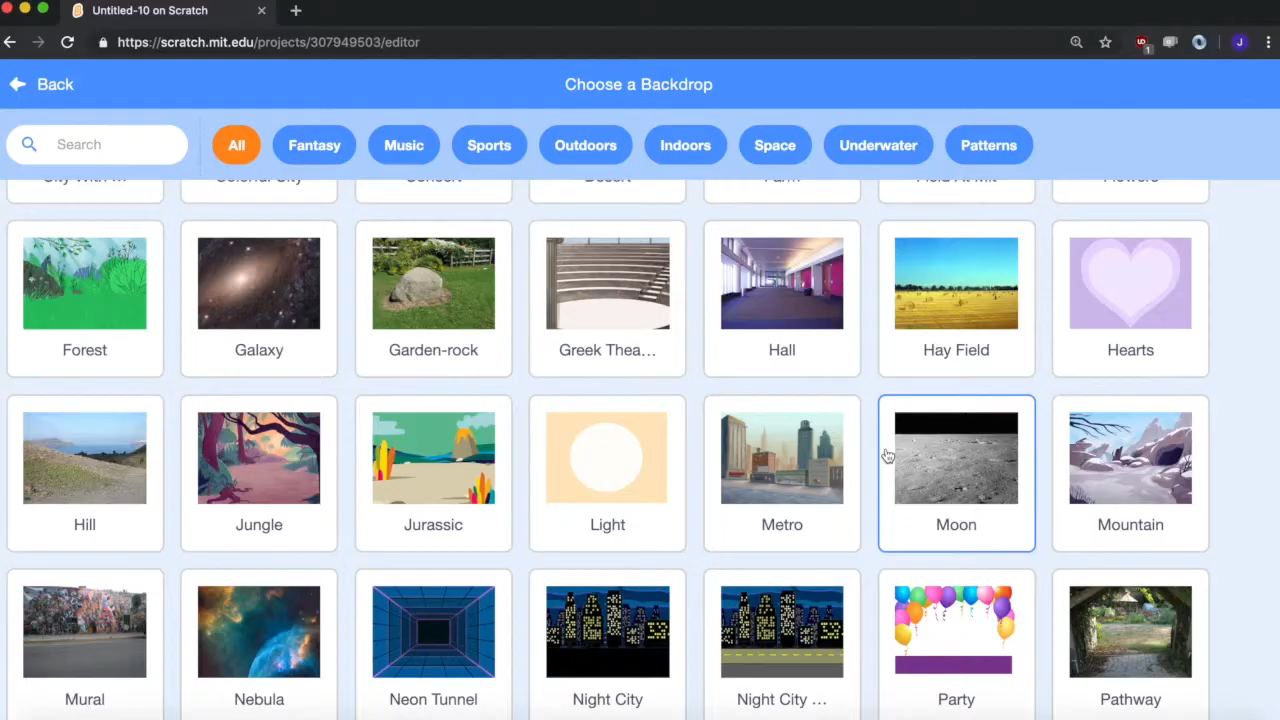 Untitled-10 on Scratch
https://scratch.mit.edu/projects/307949503/editor
1
J
Back
Choose a Backdrop
Search
All
Fantasy
Music
Sports
Outdoors
Indoors
Space
Underwater
Patterns
Forest
Galaxy
Garden-rock
Greek Thea...
Hall
Hay Field
Hearts
Hill
Jungle
Jurassic
Light
Metro
Moon
Mountain
Mural
Nebula
Neon Tunnel
Night City
Night City ...
Party
Pathway